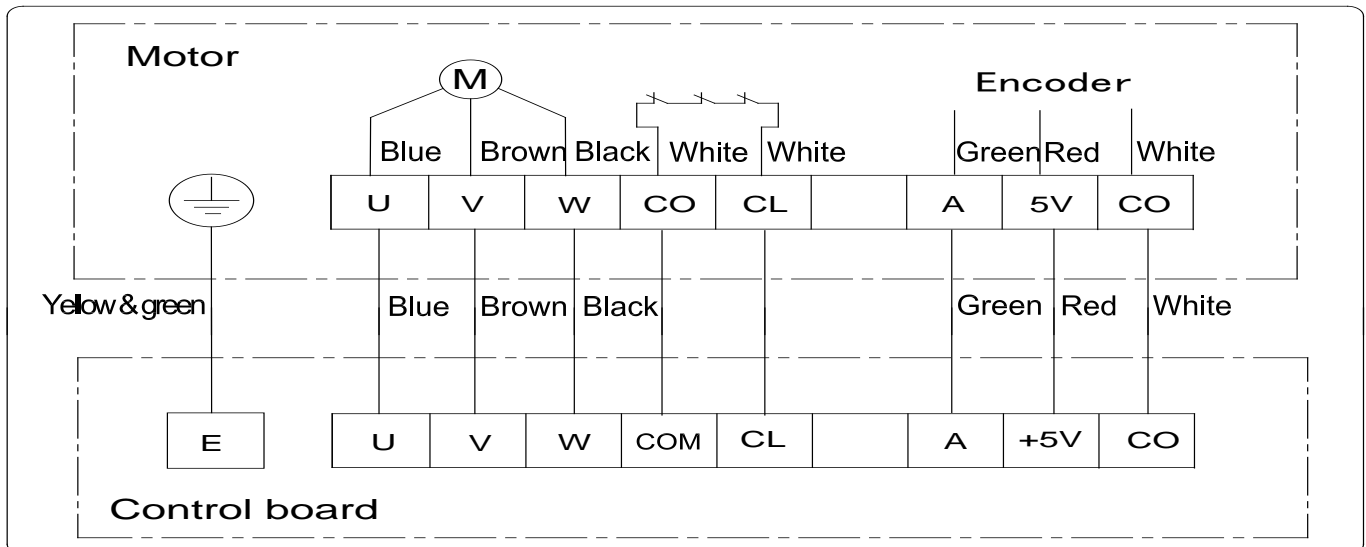 Motor
M
Encoder
Blue Brown Black White White Green Red White
U V W CO CL A 5V CO
Yellow & green Blue Brown Black Green Red White
E U V W COM CL A +5V CO
Control board